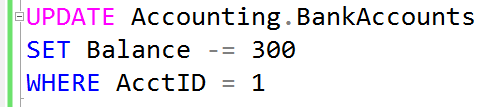 UPDATE Accounting.BankAccounts
SET Balance -= 300
WHERE AcctID = 1